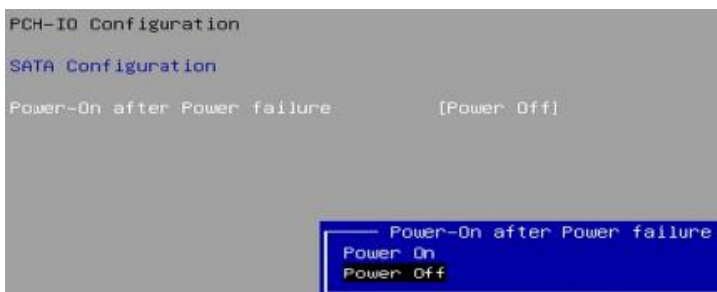 PCH-IO Configuration
SATA Configuration
Power-On after Power failure [Power Off]
Power-On after Power failure
Power On
Power Off